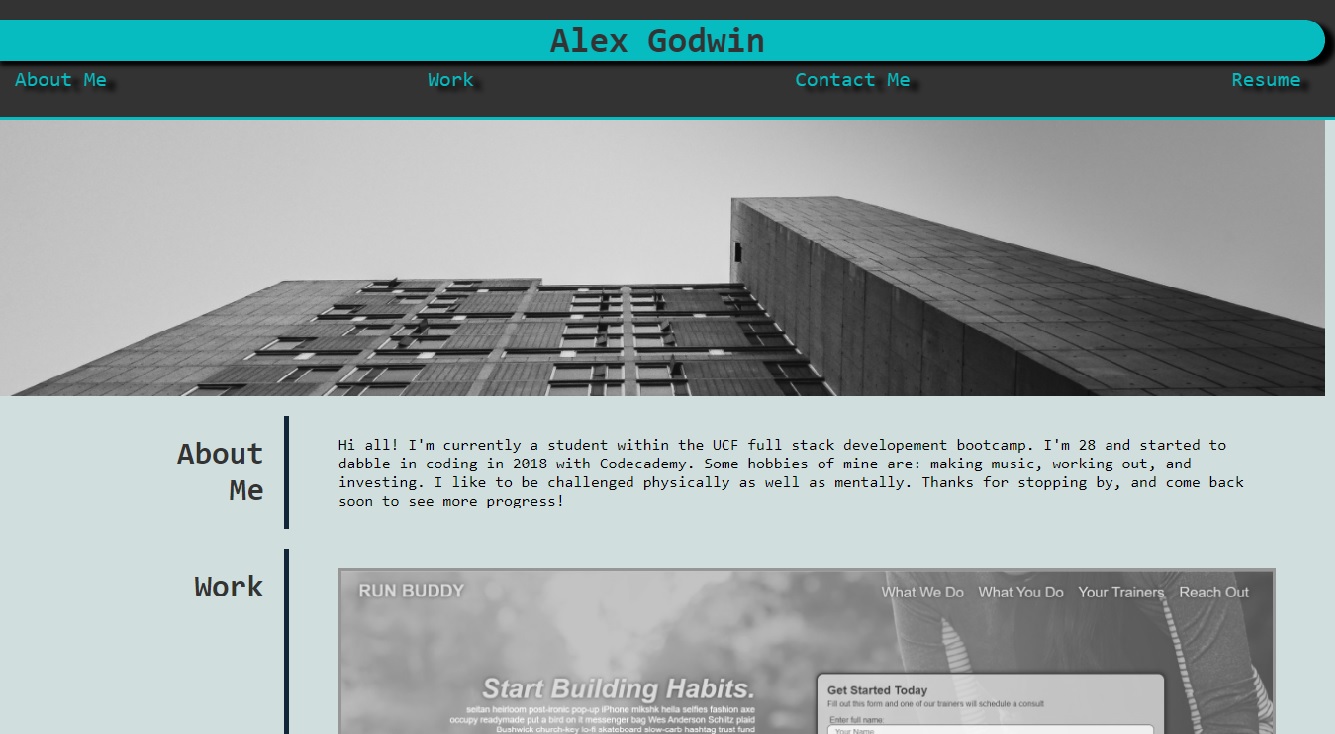 Alex Godwin
About Me
Work
Contact Me
Resume
About
Me
Hi all! I'm currently a student within the UCF full stack developement bootcamp. I'm 28 and started to
dabble in coding in 2018 with Codecademy. Some hobbies of mine are: making music, working out, and
investing. I like to be challenged physically as well as mentally. Thanks for stopping by, and come back
soon to see more progress!
Work
RUN BUDDY
What We Do
What You Do
Your Trainers
Reach Out
Start Building Habits.
seitan heirloom post-ironic pop-up iPhone mlkshk hella selfies fashion axe
occupy readymade put a bird on it messenger bag Wes Anderson Schlitz plaid
Bushwick church-key lo-fi skateboard slow-carb hashtag trust fund
Get Started Today
Fill out this form and one of our trainers will schedule a consult
Enter full name:
Your Name